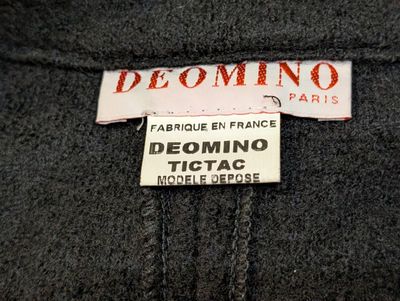 DEOMINO
PARIS
FABRIQUE EN FRANCE
DEOMINO
TICTAC
MODELE DEPOSE